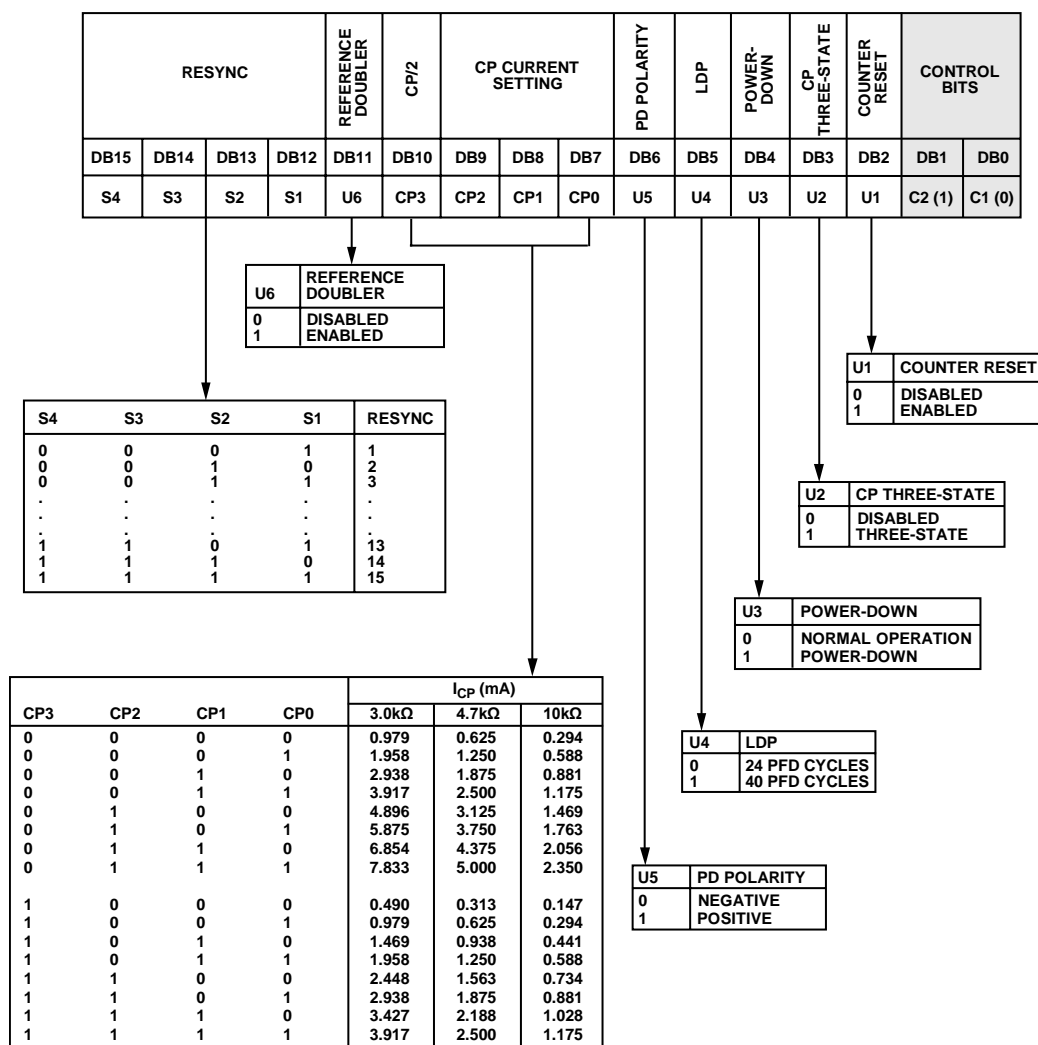 RESYNC
REFERENCE
DOUBLER
CP/2
CP CURRENT
SETTING
PD POLARITY
LDP
POWER-
DOWN
CP
THREE-STATE
COUNTER
RESET
CONTROL
BITS
DB15 DB14 DB13 DB12 DB11 DB10 DB9 DB8 DB7 DB6 DB5 DB4 DB3 DB2 DB1 DB0
S4 S3 S2 S1 U6 CP3 CP2 CP1 CP0 U5 U4 U3 U2 U1 C2 (1) C1 (0)
U6 REFERENCE
DOUBLER
0 DISABLED
1 ENABLED
U1 COUNTER RESET
0 DISABLED
1 ENABLED
S4 S3 S2 S1 RESYNC
0 0 0 1 1
0 0 1 0 2
0 0 1 1 3
. . . . .
. . . . .
. . . . .
1 1 0 1 13
1 1 1 0 14
1 1 1 1 15
U2 CP THREE-STATE
0 DISABLED
1 THREE-STATE
U3 POWER-DOWN
0 NORMAL OPERATION
1 POWER-DOWN
ICP (mA)
CP3 CP2 CP1 CP0 3.0kΩ 4.7kΩ 10kΩ
0 0 0 0 0.979 0.625 0.294
0 0 0 1 1.958 1.250 0.588
0 0 1 0 2.938 1.875 0.881
0 0 1 1 3.917 2.500 1.175
0 1 0 0 4.896 3.125 1.469
0 1 0 1 5.875 3.750 1.763
0 1 1 0 6.854 4.375 2.056
0 1 1 1 7.833 5.000 2.350
1 0 0 0 0.490 0.313 0.147
1 0 0 1 0.979 0.625 0.294
1 0 1 0 1.469 0.938 0.441
1 0 1 1 1.958 1.250 0.588
1 1 0 0 2.448 1.563 0.734
1 1 0 1 2.938 1.875 0.881
1 1 1 0 3.427 2.188 1.028
1 1 1 1 3.917 2.500 1.175
U4 LDP
0 24 PFD CYCLES
1 40 PFD CYCLES
U5 PD POLARITY
0 NEGATIVE
1 POSITIVE